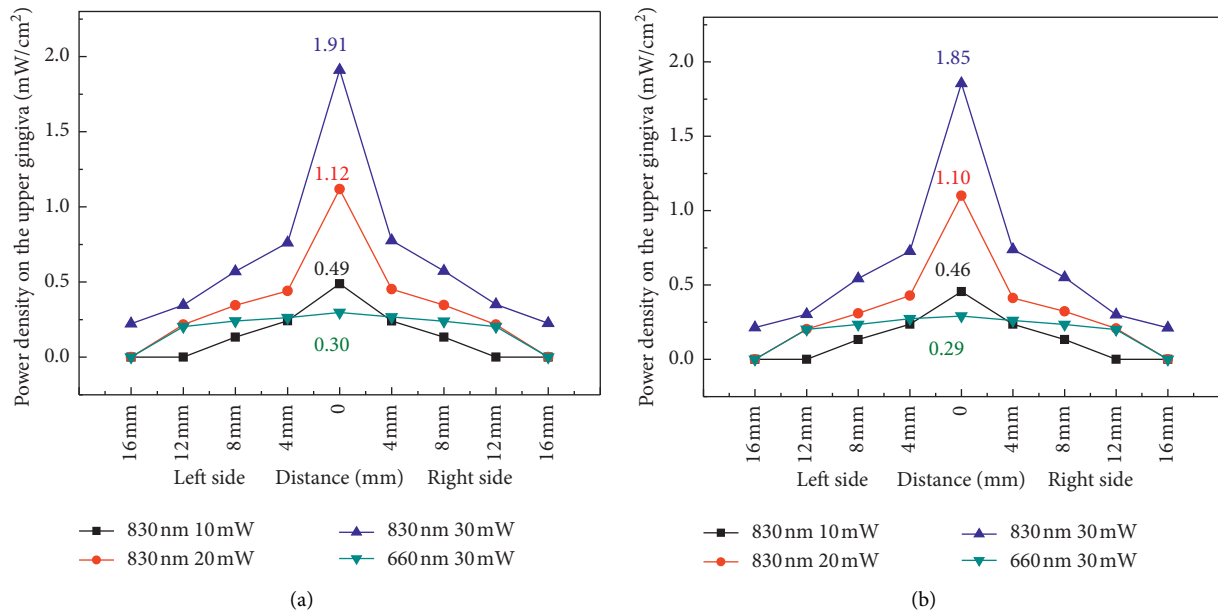 Power density on the upper gingiva (mW/cm²)
2.0
1.5
1.0
0.5
0.0
1.91
1.12
0.49
0.30
16 mm
12 mm
8 mm
4 mm
0
4 mm
8 mm
12 mm
16 mm
Left side Distance (mm) Right side
830 nm 10 mW 830 nm 30 mW
830 nm 20 mW 660 nm 30 mW
(a)
Power density on the upper gingiva (mW/cm²)
2.0
1.5
1.0
0.5
0.0
1.85
1.10
0.46
0.29
16 mm
12 mm
8 mm
4 mm
0
4 mm
8 mm
12 mm
16 mm
Left side Distance (mm) Right side
830 nm 10 mW 830 nm 30 mW
830 nm 20 mW 660 nm 30 mW
(b)